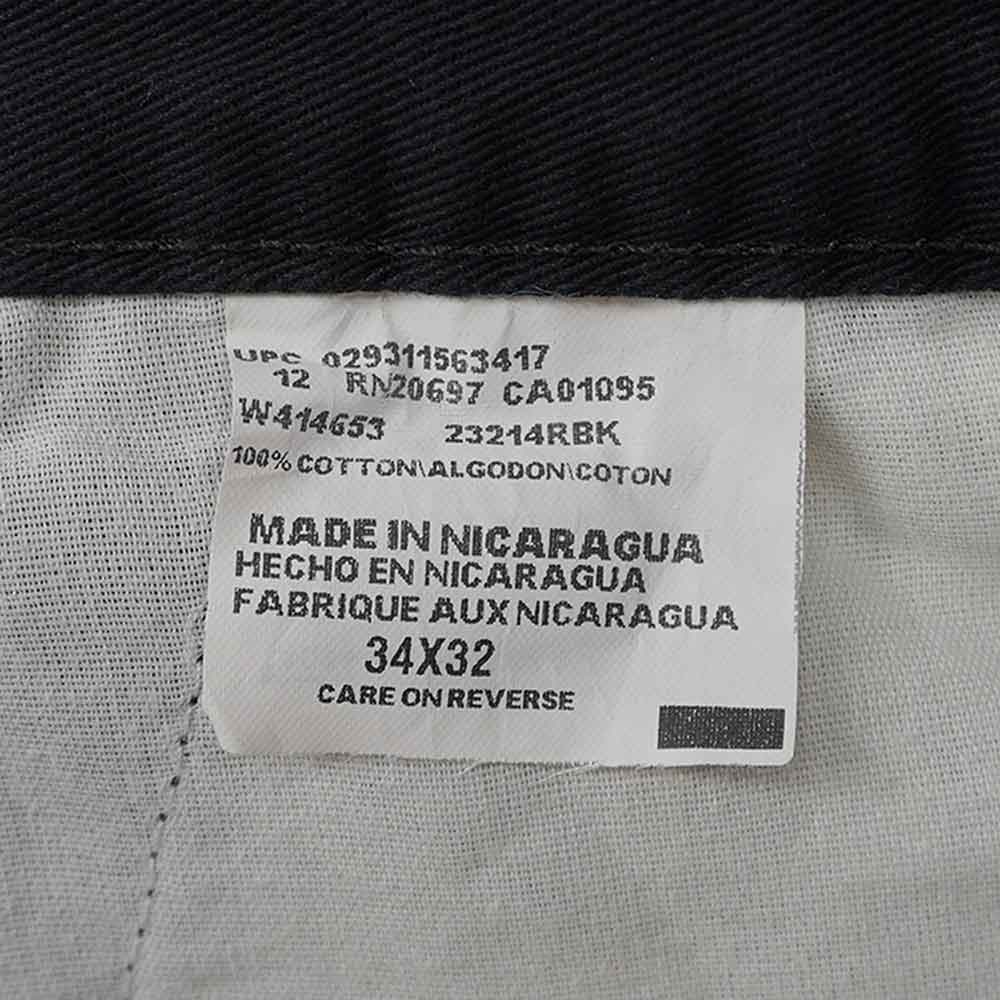 UPC 029311563417
12 RN20697 CA01095
W414653 23214RBK
100% COTTON\ALGODON\COTON
MADE IN NICARAGUA
HECHO EN NICARAGUA
FABRIQUE AUX NICARAGUA
34X32
CARE ON REVERSE